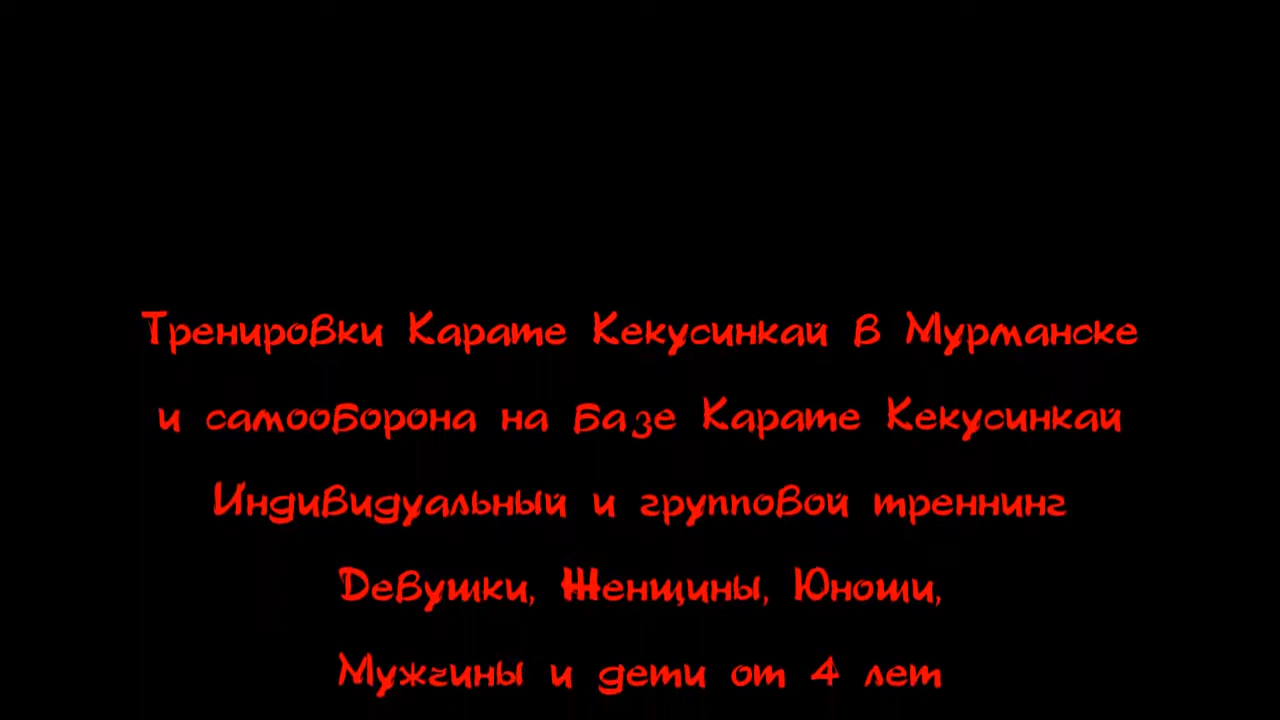 Тренировки Карате Кекусинкай в Мурманске
и самооборона на базе Карате Кекусинкай
Индивидуальный и групповой треннинг
Девушки, Женщины, Юноши,
Мужчины и дети от 4 лет